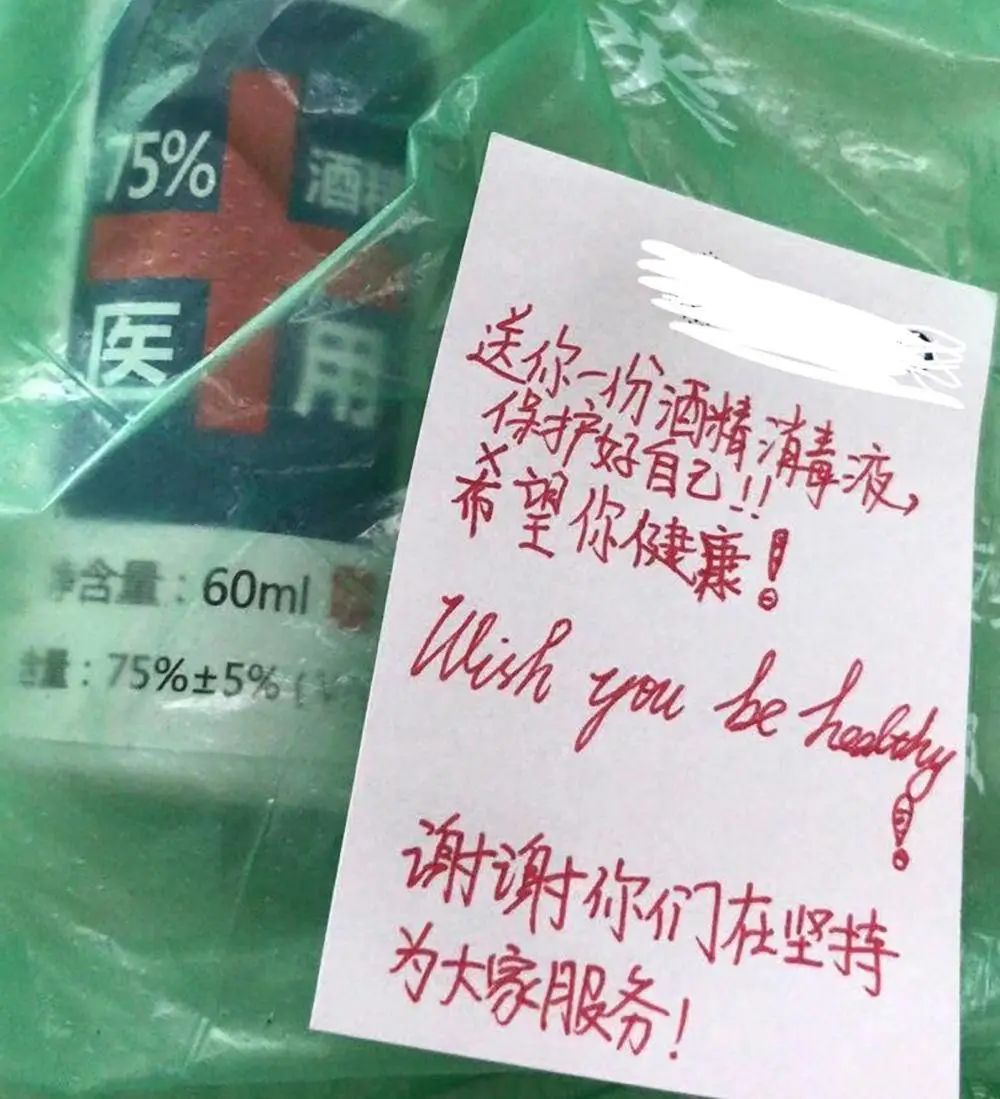 75%
酒精
医
用
净含量：60ml
含量：75%±5%
送你一份酒精消毒液，
保护好自己!!
希望你健康！
Wish you be healthy
!
谢谢你们在坚持
为大家服务！